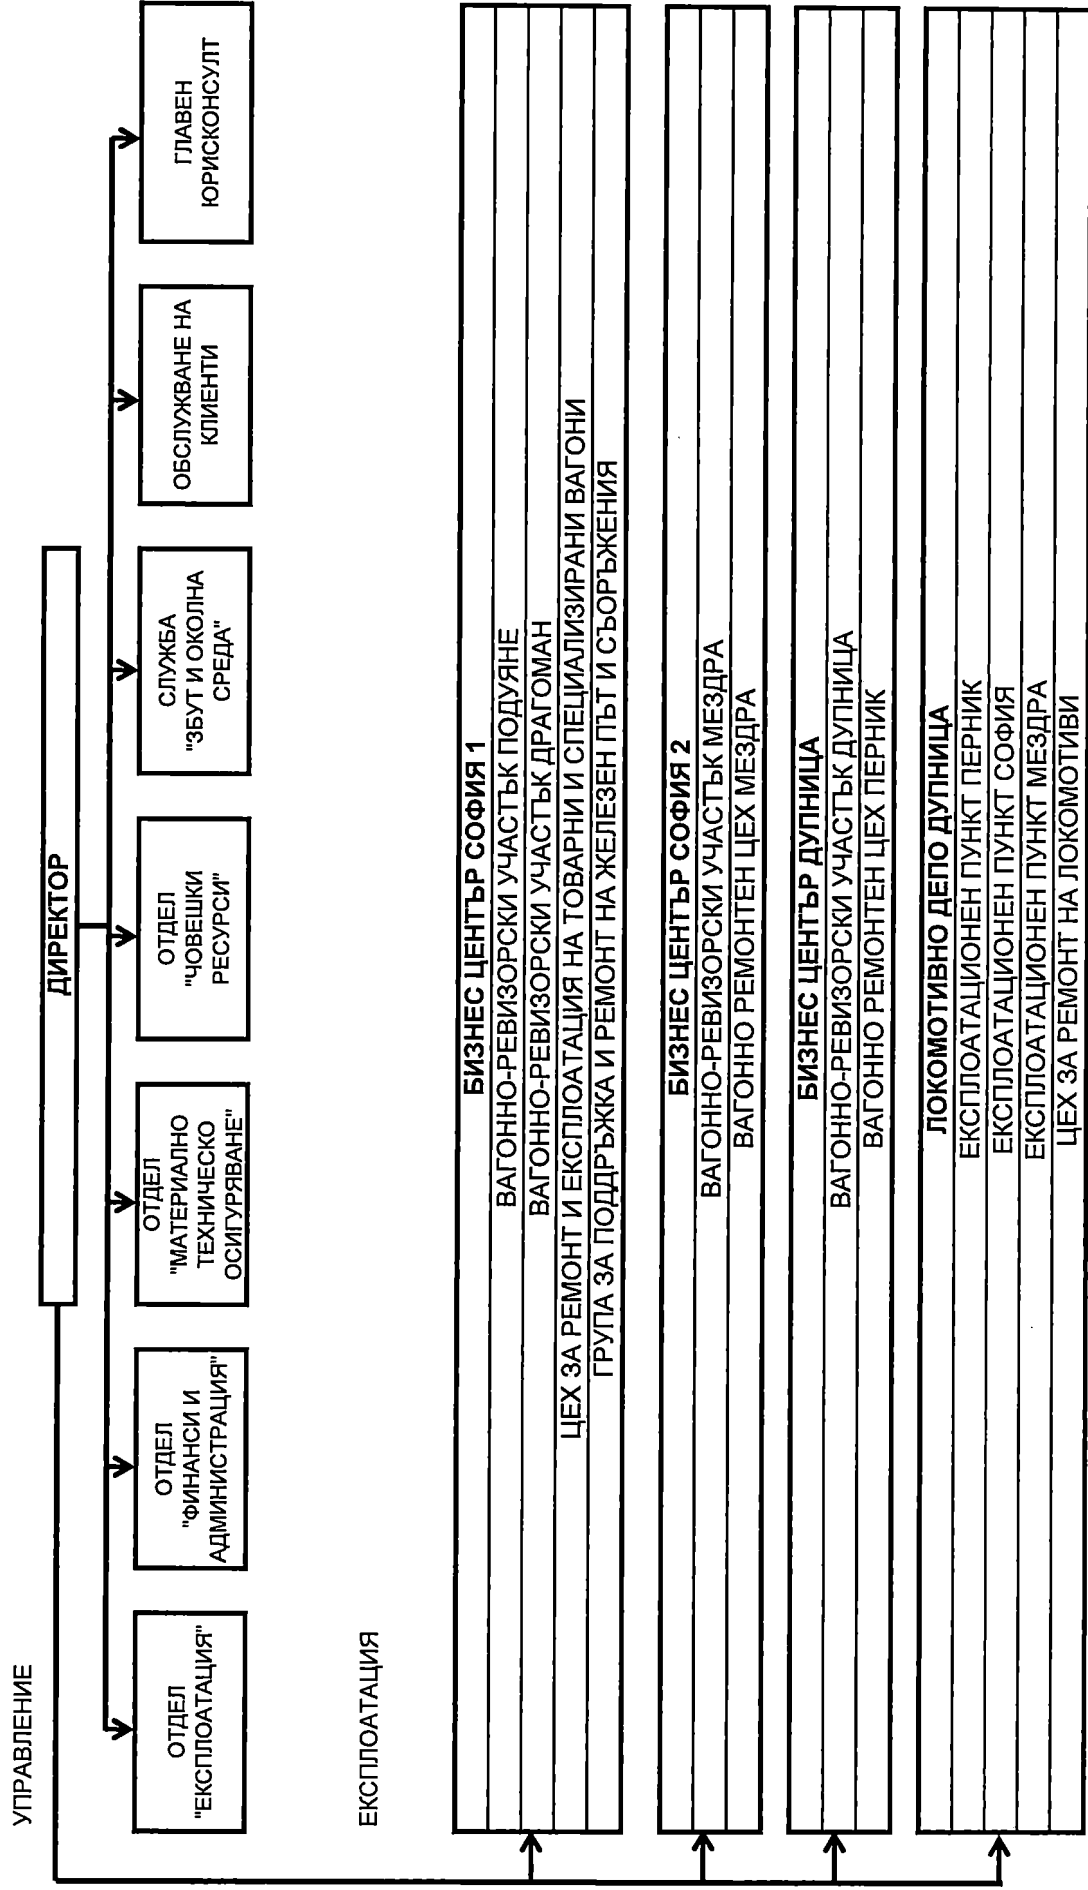 УПРАВЛЕНИЕ
ДИРЕКТОР
ОТДЕЛ
"ЕКСПЛОАТАЦИЯ"
ОТДЕЛ
"ФИНАНСИ И
АДМИНИСТРАЦИЯ"
ОТДЕЛ
"МАТЕРИАЛНО
ТЕХНИЧЕСКО
ОСИГУРЯВАНЕ"
ОТДЕЛ
"ЧОВЕШКИ
РЕСУРСИ"
СЛУЖБА
"ЗБУТ И ОКОЛНА
СРЕДА"
ОБСЛУЖВАНЕ НА
КЛИЕНТИ
ГЛАВЕН
ЮРИСКОНСУЛТ
ЕКСПЛОАТАЦИЯ
БИЗНЕС ЦЕНТЪР СОФИЯ 1
ВАГОННО-РЕВИЗОРСКИ УЧАСТЪК ПОДУЯНЕ
ВАГОННО-РЕВИЗОРСКИ УЧАСТЪК ДРАГОМАН
ЦЕХ ЗА РЕМОНТ И ЕКСПЛОАТАЦИЯ НА ТОВАРНИ И СПЕЦИАЛИЗИРАНИ ВАГОНИ
ГРУПА ЗА ПОДДРЪЖКА И РЕМОНТ НА ЖЕЛЕЗЕН ПЪТ И СЪОРЪЖЕНИЯ
БИЗНЕС ЦЕНТЪР СОФИЯ 2
ВАГОННО-РЕВИЗОРСКИ УЧАСТЪК МЕЗДРА
ВАГОННО РЕМОНТЕН ЦЕХ МЕЗДРА
БИЗНЕС ЦЕНТЪР ДУПНИЦА
ВАГОННО-РЕВИЗОРСКИ УЧАСТЪК ДУПНИЦА
ВАГОННО РЕМОНТЕН ЦЕХ ПЕРНИК
ЛОКОМОТИВНО ДЕПО ДУПНИЦА
ЕКСПЛОАТАЦИОНЕН ПУНКТ ПЕРНИК
ЕКСПЛОАТАЦИОНЕН ПУНКТ СОФИЯ
ЕКСПЛОАТАЦИОНЕН ПУНКТ МЕЗДРА
ЦЕХ ЗА РЕМОНТ НА ЛОКОМОТИВИ